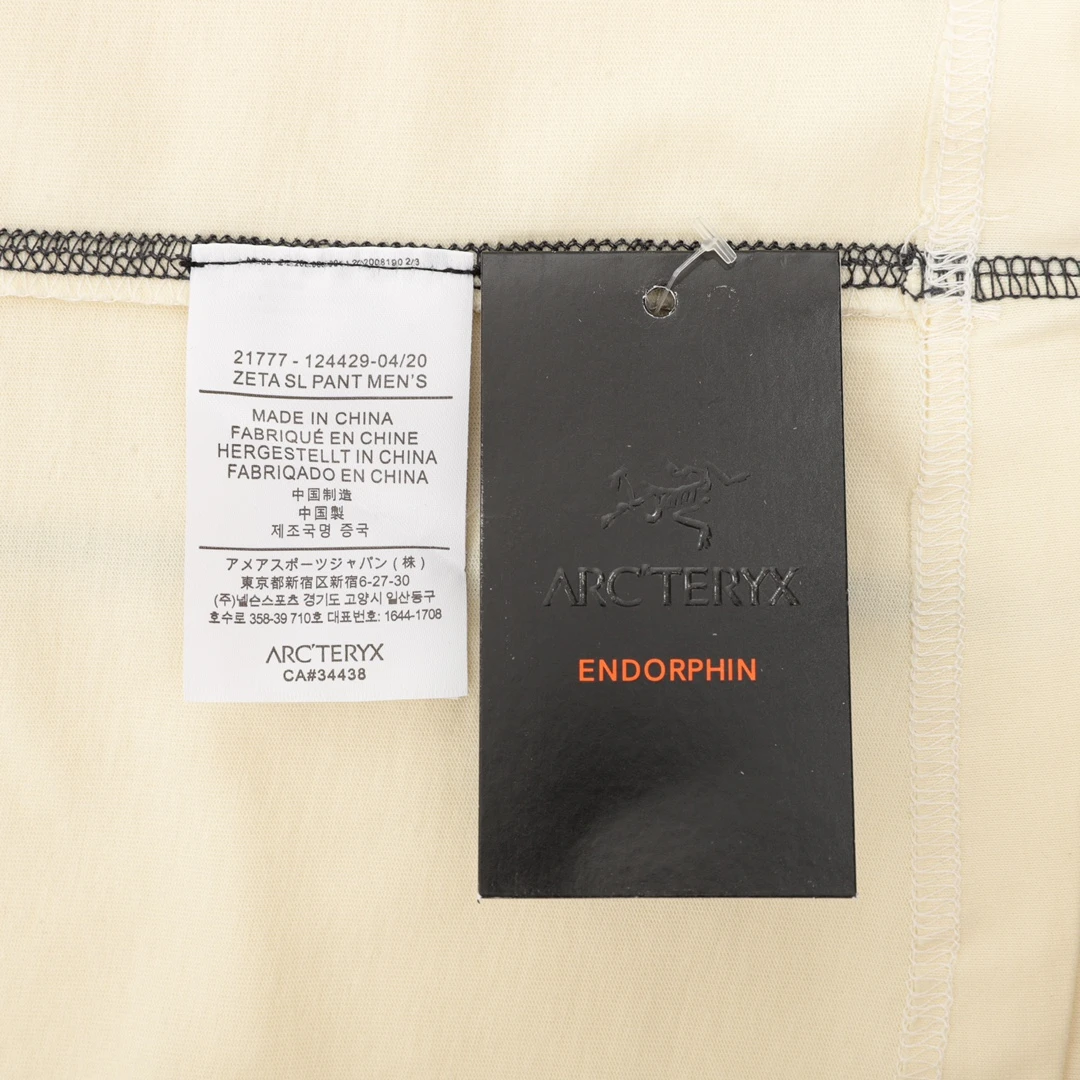 2/3
21777 - 124429-04/20
ZETA SL PANT MEN'S
MADE IN CHINA
FABRIQUÉ EN CHINE
HERGESTELLT IN CHINA
FABRIQADO EN CHINA
中国制造
中国製
제조국명 증국
アメアスポーツジャパン (株)
東京都新宿区新宿6-27-30
(주)넬슨스포츠 경기도 고양시 일산동구
호수로 358-39 710호 대표번호: 1644-1708
ARC'TERYX
CA#34438
ARC'TERYX
ENDORPHIN